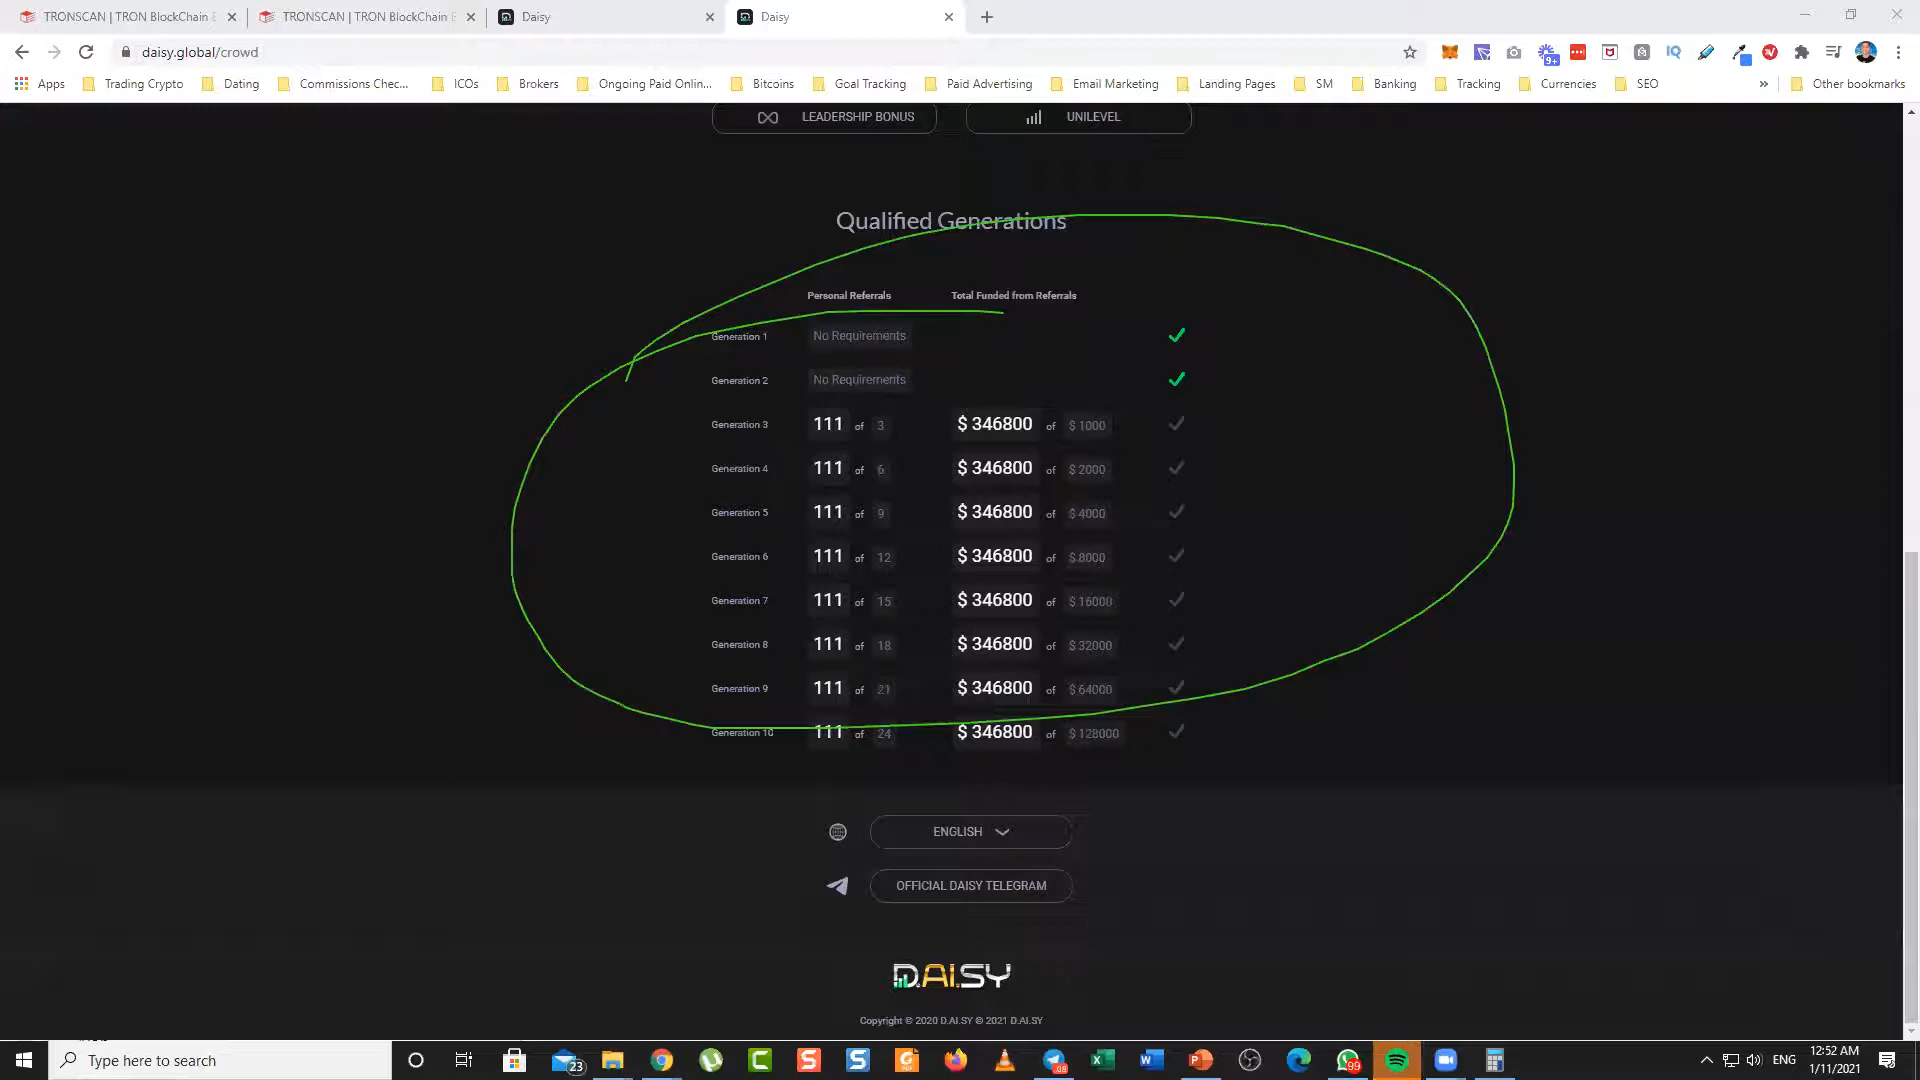 TRONSCAN | TRON BlockChain
TRONSCAN | TRON BlockChain
Daisy
Daisy
daisy.global/crowd
9+
IQ
Apps
Trading Crypto
Dating
Commissions Chec...
ICOs
Brokers
Ongoing Paid Onlin...
Bitcoins
Goal Tracking
Paid Advertising
Email Marketing
Landing Pages
SM
Banking
Tracking
Currencies
SEO
»
Other bookmarks
LEADERSHIP BONUS
UNILEVEL
Qualified Generations
Personal Referrals Total Funded from Referrals
Generation 1 No Requirements
Generation 2 No Requirements
Generation 3 111 of 3 $ 346800 of $ 1000
Generation 4 111 of 6 $ 346800 of $ 2000
Generation 5 111 of 9 $ 346800 of $ 4000
Generation 6 111 of 12 $ 346800 of $ 8000
Generation 7 111 of 15 $ 346800 of $ 16000
Generation 8 111 of 18 $ 346800 of $ 32000
Generation 9 111 of 21 $ 346800 of $ 64000
Generation 10 111 of 24 $ 346800 of $ 128000
ENGLISH
OFFICIAL DAISY TELEGRAM
D.AI.SY
Copyright © 2020 D.AI.SY © 2021 D.AI.SY
Type here to search
23
.08
99
ENG
12:52 AM
1/11/2021